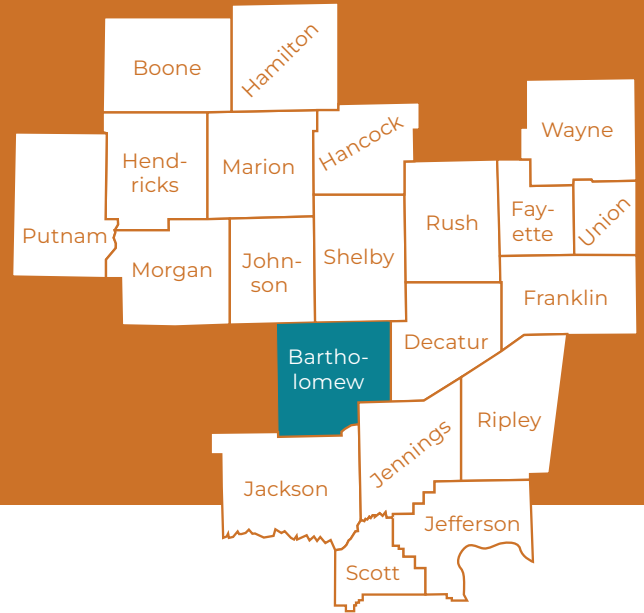 Boone
Hamilton
Hancock
Wayne
Hend-
ricks
Marion
Putnam
Morgan
John-
son
Shelby
Rush
Fay-
ette
Union
Franklin
Decatur
Bartho-
lomew
Ripley
Jennings
Jackson
Jefferson
Scott